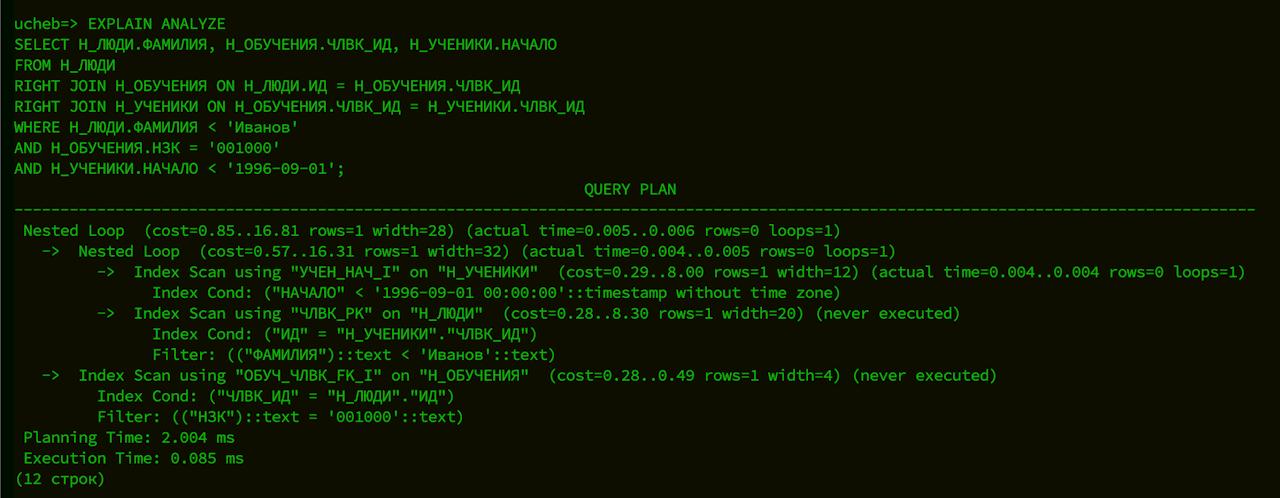 ucheb=> EXPLAIN ANALYZE
SELECT Н_ЛЮДИ.ФАМИЛИЯ, Н_ОБУЧЕНИЯ.ЧЛВК_ИД, Н_УЧЕНИКИ.НАЧАЛО
FROM Н_ЛЮДИ
RIGHT JOIN Н_ОБУЧЕНИЯ ON Н_ЛЮДИ.ИД = Н_ОБУЧЕНИЯ.ЧЛВК_ИД
RIGHT JOIN Н_УЧЕНИКИ ON Н_ОБУЧЕНИЯ.ЧЛВК_ИД = Н_УЧЕНИКИ.ЧЛВК_ИД
WHERE Н_ЛЮДИ.ФАМИЛИЯ < 'Иванов'
AND Н_ОБУЧЕНИЯ.НЗК = '001000'
AND Н_УЧЕНИКИ.НАЧАЛО < '1996-09-01';
QUERY PLAN
-----------------------------------------------------------------------------------------------------------------------------------------
Nested Loop  (cost=0.85..16.81 rows=1 width=28) (actual time=0.005..0.006 rows=0 loops=1)
  ->  Nested Loop  (cost=0.57..16.31 rows=1 width=32) (actual time=0.004..0.005 rows=0 loops=1)
        ->  Index Scan using "УЧЕН_НАЧ_I" on "Н_УЧЕНИКИ"  (cost=0.29..8.00 rows=1 width=12) (actual time=0.004..0.004 rows=0 loops=1)
              Index Cond: ("НАЧАЛО" < '1996-09-01 00:00:00'::timestamp without time zone)
        ->  Index Scan using "ЧЛВК_PK" on "Н_ЛЮДИ"  (cost=0.28..8.30 rows=1 width=20) (never executed)
              Index Cond: ("ИД" = "Н_УЧЕНИКИ"."ЧЛВК_ИД")
              Filter: (("ФАМИЛИЯ")::text < 'Иванов'::text)
  ->  Index Scan using "ОБУЧ_ЧЛВК_FK_I" on "Н_ОБУЧЕНИЯ"  (cost=0.28..0.49 rows=1 width=4) (never executed)
        Index Cond: ("ЧЛВК_ИД" = "Н_ЛЮДИ"."ИД")
        Filter: (("НЗК")::text = '001000'::text)
Planning Time: 2.004 ms
Execution Time: 0.085 ms
(12 строк)